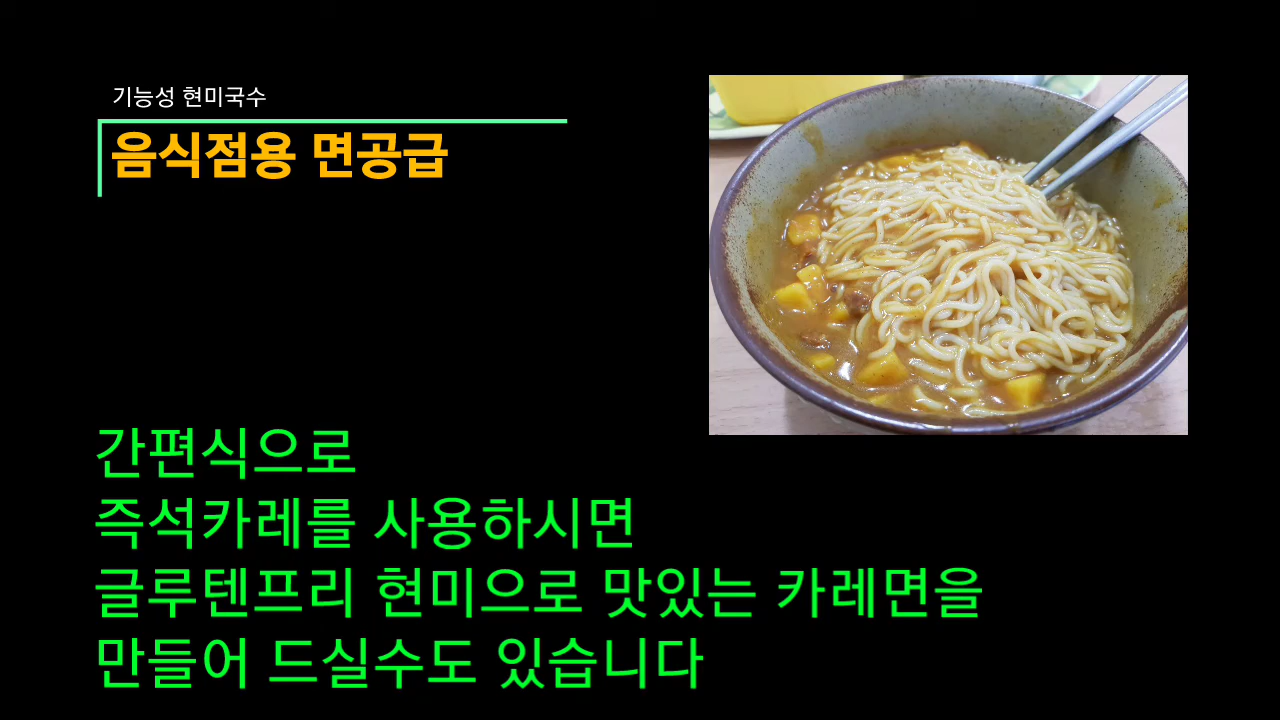 기능성 현미국수
음식점용 면공급
간편식으로
즉석카레를 사용하시면
글루텐프리 현미으로 맛있는 카레면을
만들어 드실수도 있습니다